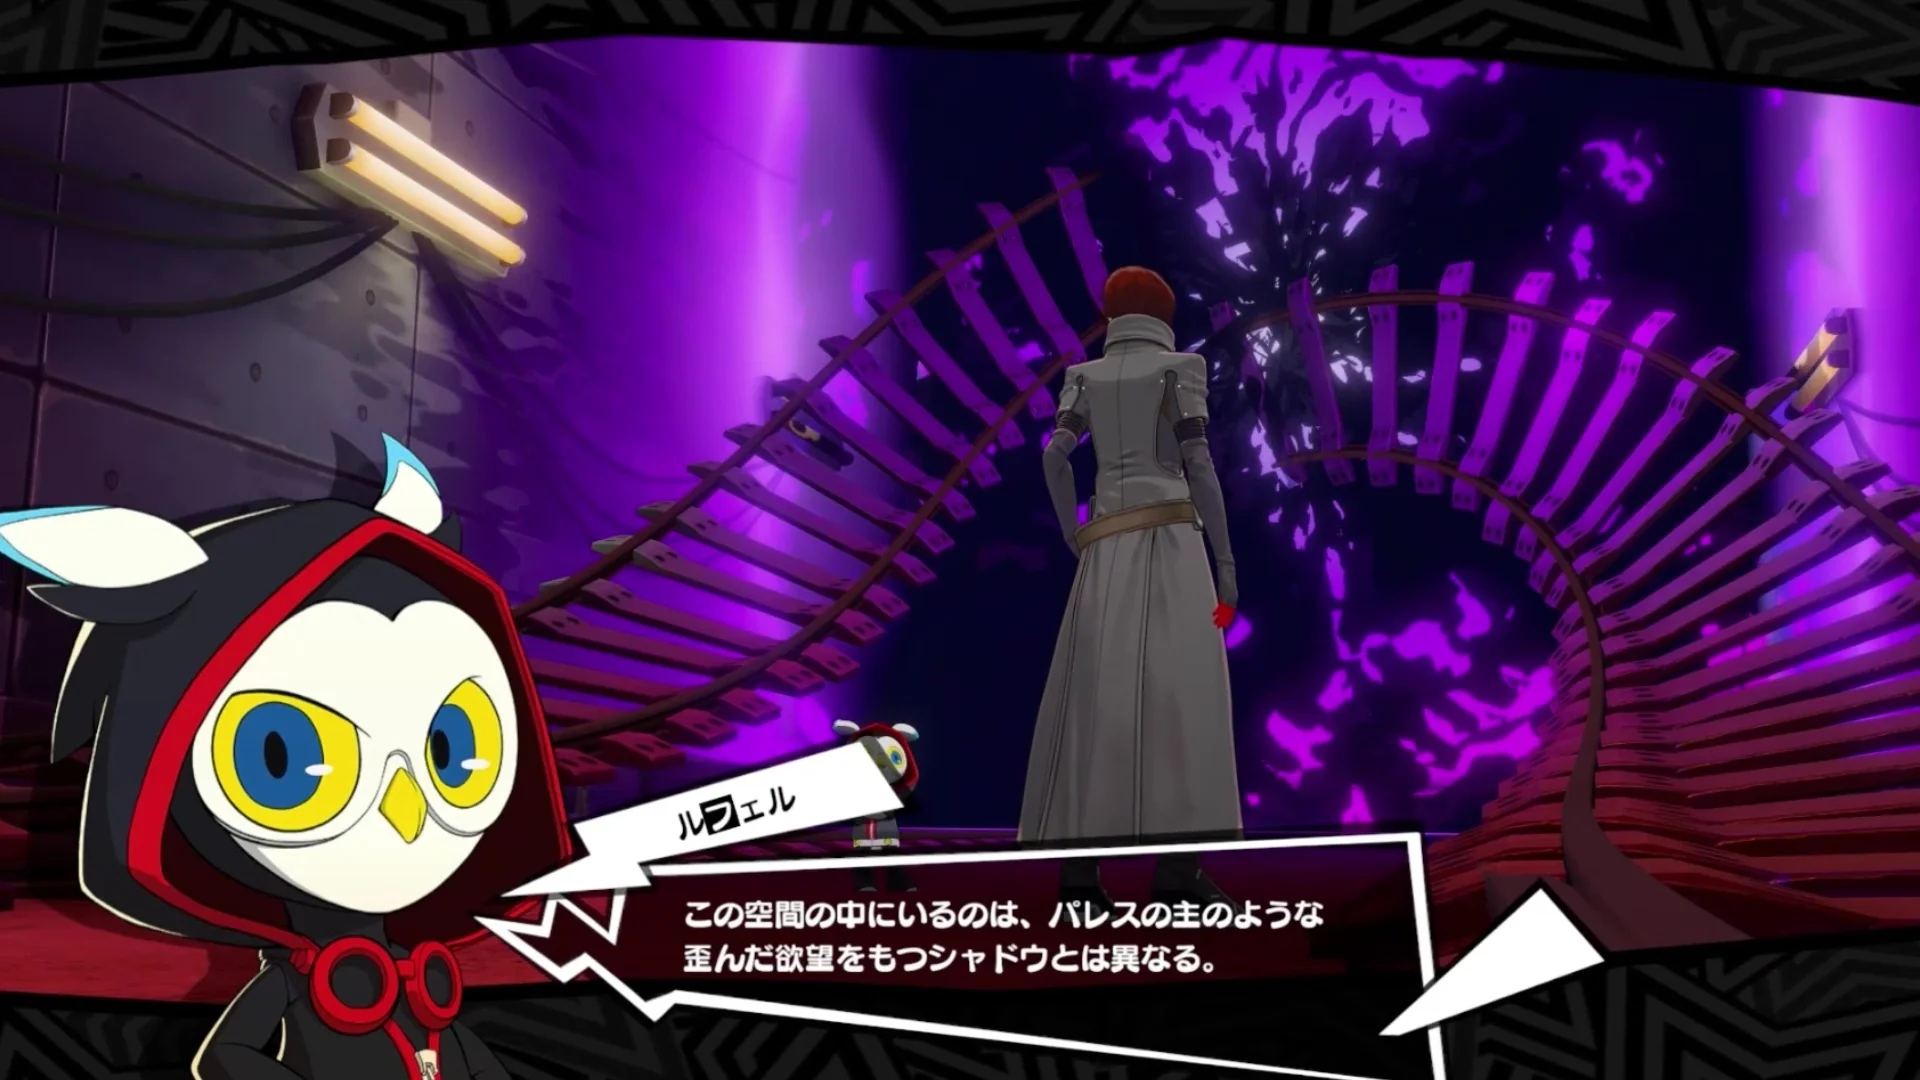 ルフェル
この空間の中にいるのは、パレスの主のような
歪んだ欲望をもつシャドウとは異なる。